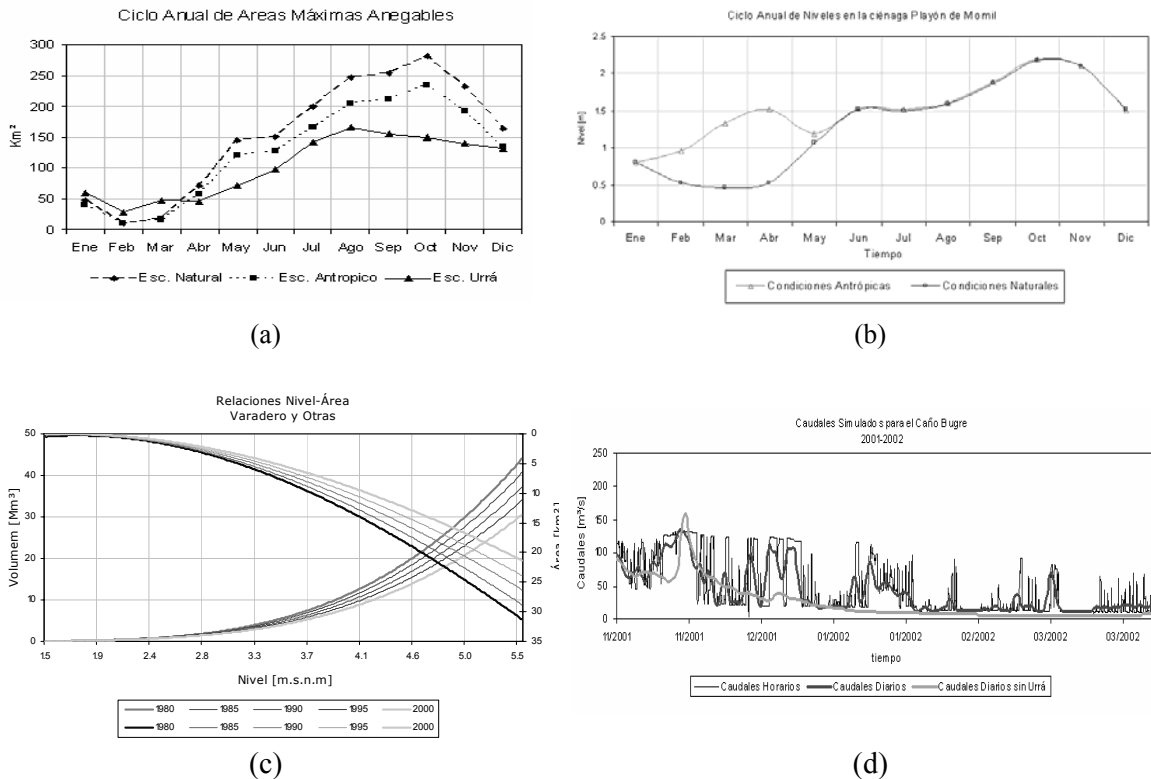 Ciclo Anual de Areas Máximas Anegables
Km²
300
250
200
150
100
50
0
Ene Feb Mar Abr May Jun Jul Ago Sep Oct Nov Dic
Esc. Natural Esc. Antropico Esc. Urrá
(a)
Ciclo Anual de Niveles en la ciénaga Playón de Momil
Nivel [m]
2.5
2
1.5
1
0.5
0
Ene Feb Mar Abr May Jun Jul Ago Sep Oct Nov Dic
Tiempo
Condiciones Antrópicas Condiciones Naturales
(b)
Relaciones Nivel-Área
Varadero y Otras
Volumem [Mm³]
50
40
30
20
10
0
0
5
10
15
20
25
30
35
Área [km²]
1.5 1.9 2.4 2.8 3.3 3.7 4.1 4.6 5.0 5.5
Nivel [m.s.n.m]
1980 1985 1990 1995 2000
1980 1985 1990 1995 2000
(c)
Caudales Simulados para el Caño Bugre
2001-2002
Caudales [m³/s]
250
200
150
100
50
0
11/2001 11/2001 12/2001 01/2002 01/2002 02/2002 03/2002 03/2002
tiempo
Caudales Horarios Caudales Diarios Caudales Diarios sin Urrá
(d)